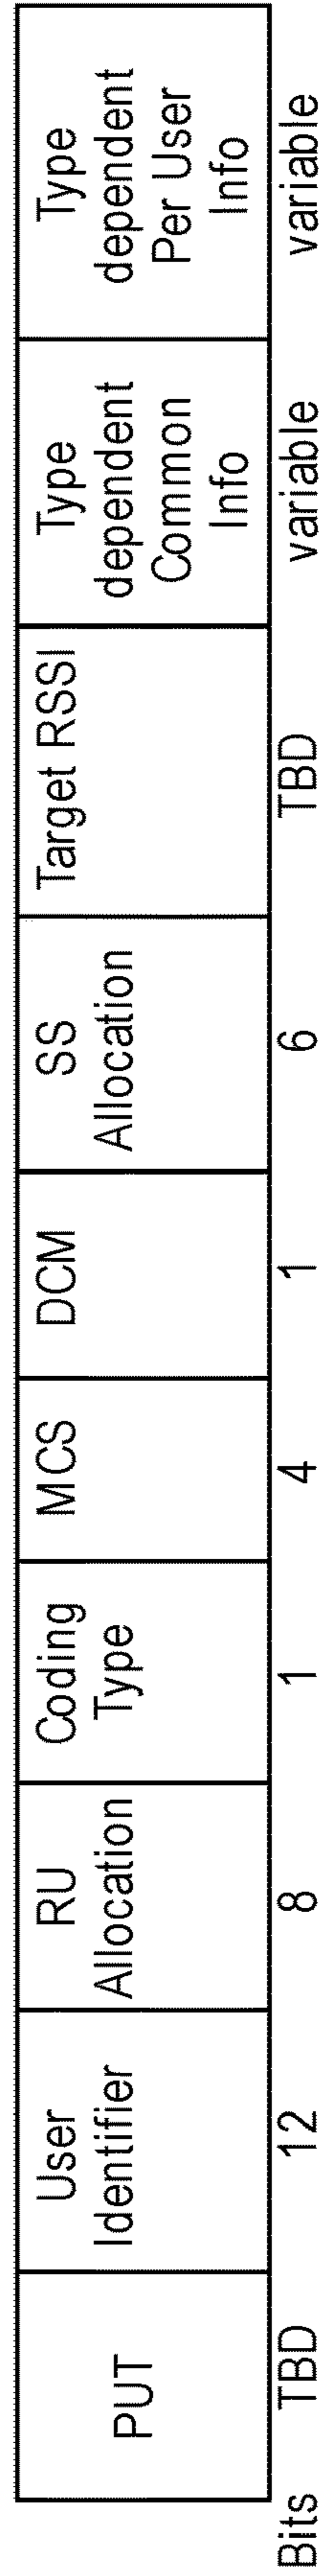 PUT
User
Identifier
RU
Allocation
Coding
Type
MCS
DCM
SS
Allocation
Target RSSI
Type
dependent
Common
Info
Type
dependent
Per User
Info
Bits TBD 12 8 1 4 1 6 TBD variable variable